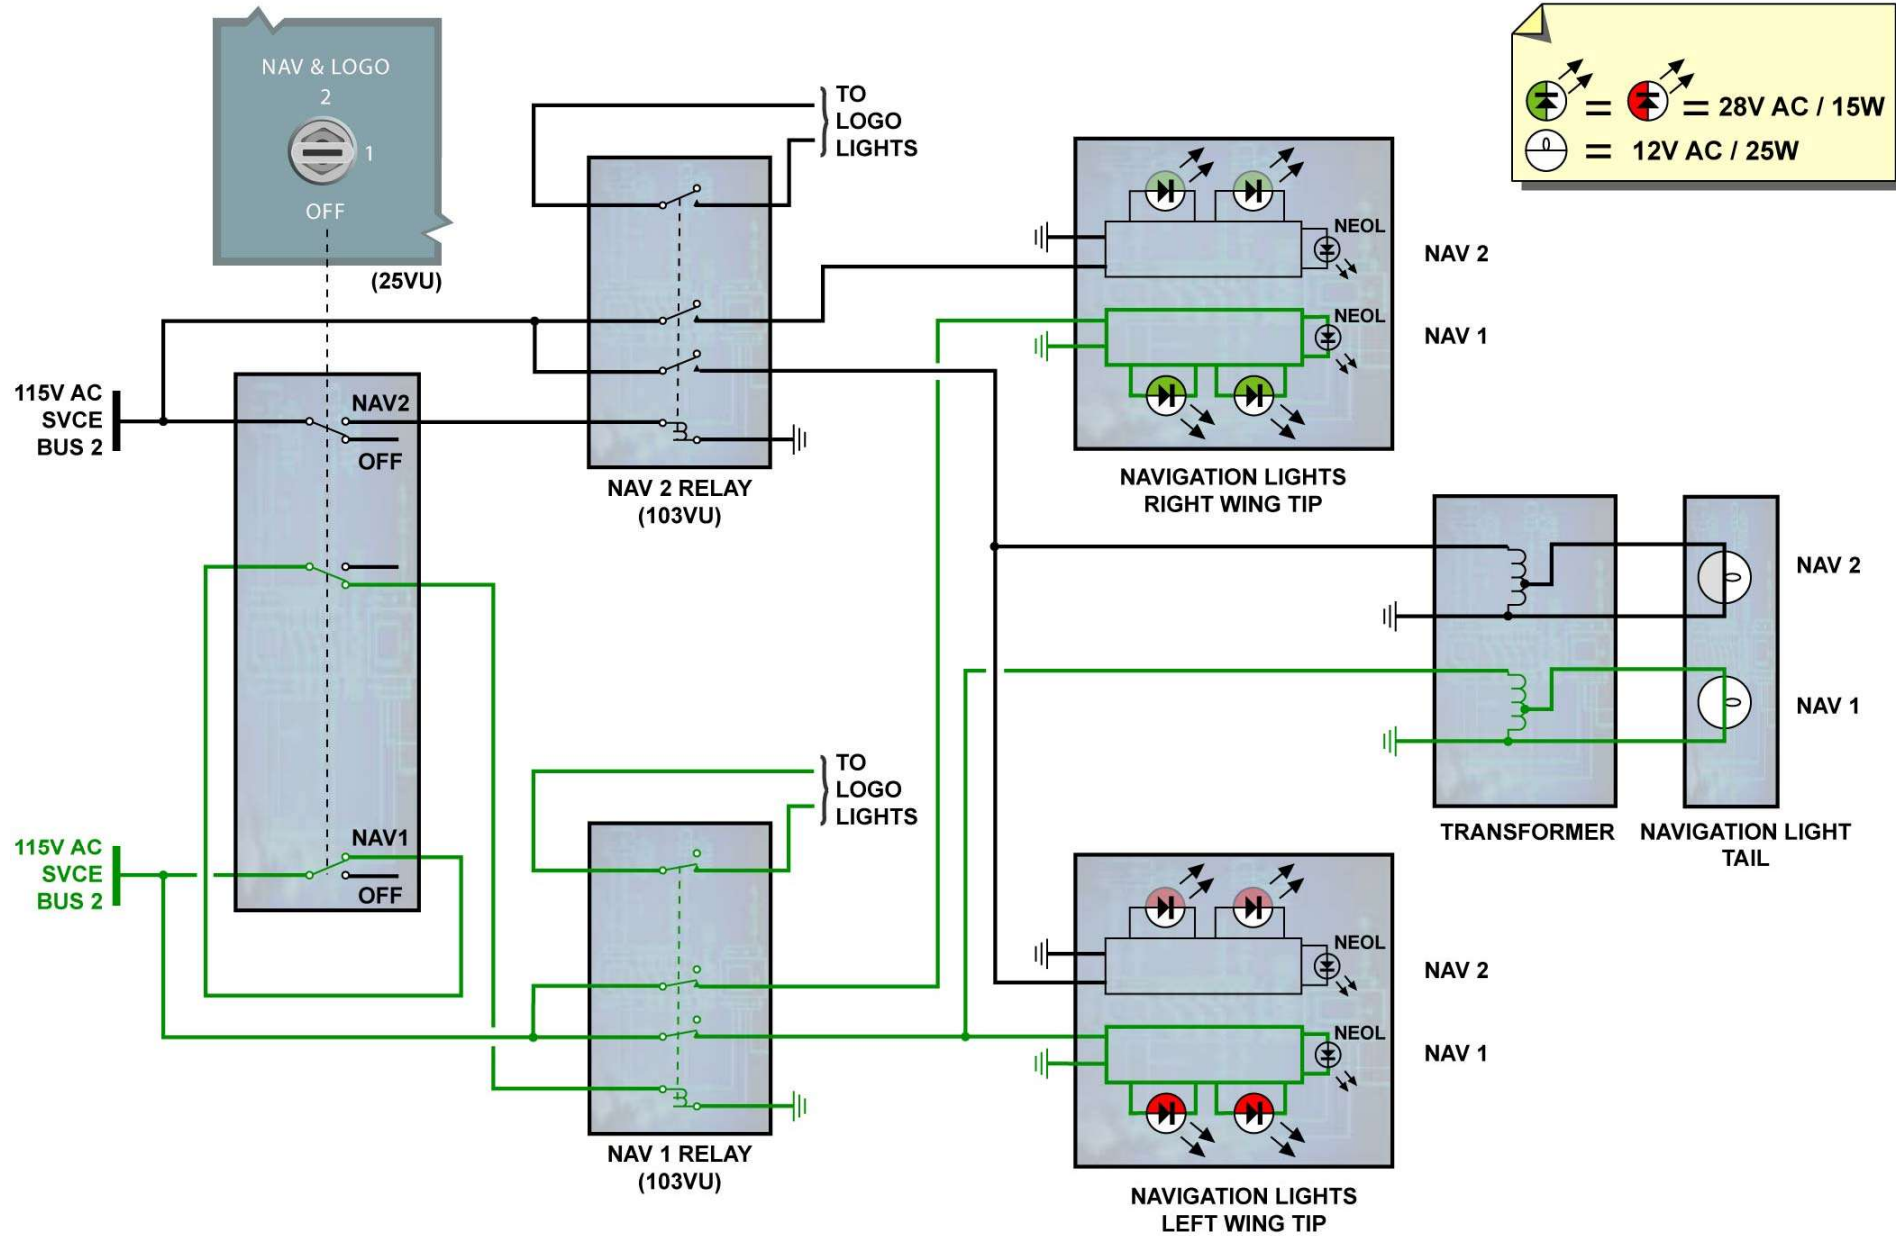 NAV & LOGO
2
1
OFF
(25VU)
TO
LOGO
LIGHTS
= = 28V AC / 15W
= 12V AC / 25W
NEOL
NAV 2
NEOL
NAV 1
115V AC
SVCE
BUS 2
NAV2
OFF
NAV 2 RELAY
(103VU)
NAVIGATION LIGHTS
RIGHT WING TIP
NAV 2
NAV 1
TRANSFORMER
NAVIGATION LIGHT
TAIL
TO
LOGO
LIGHTS
115V AC
SVCE
BUS 2
NAV1
OFF
NEOL
NAV 2
NEOL
NAV 1
NAV 1 RELAY
(103VU)
NAVIGATION LIGHTS
LEFT WING TIP